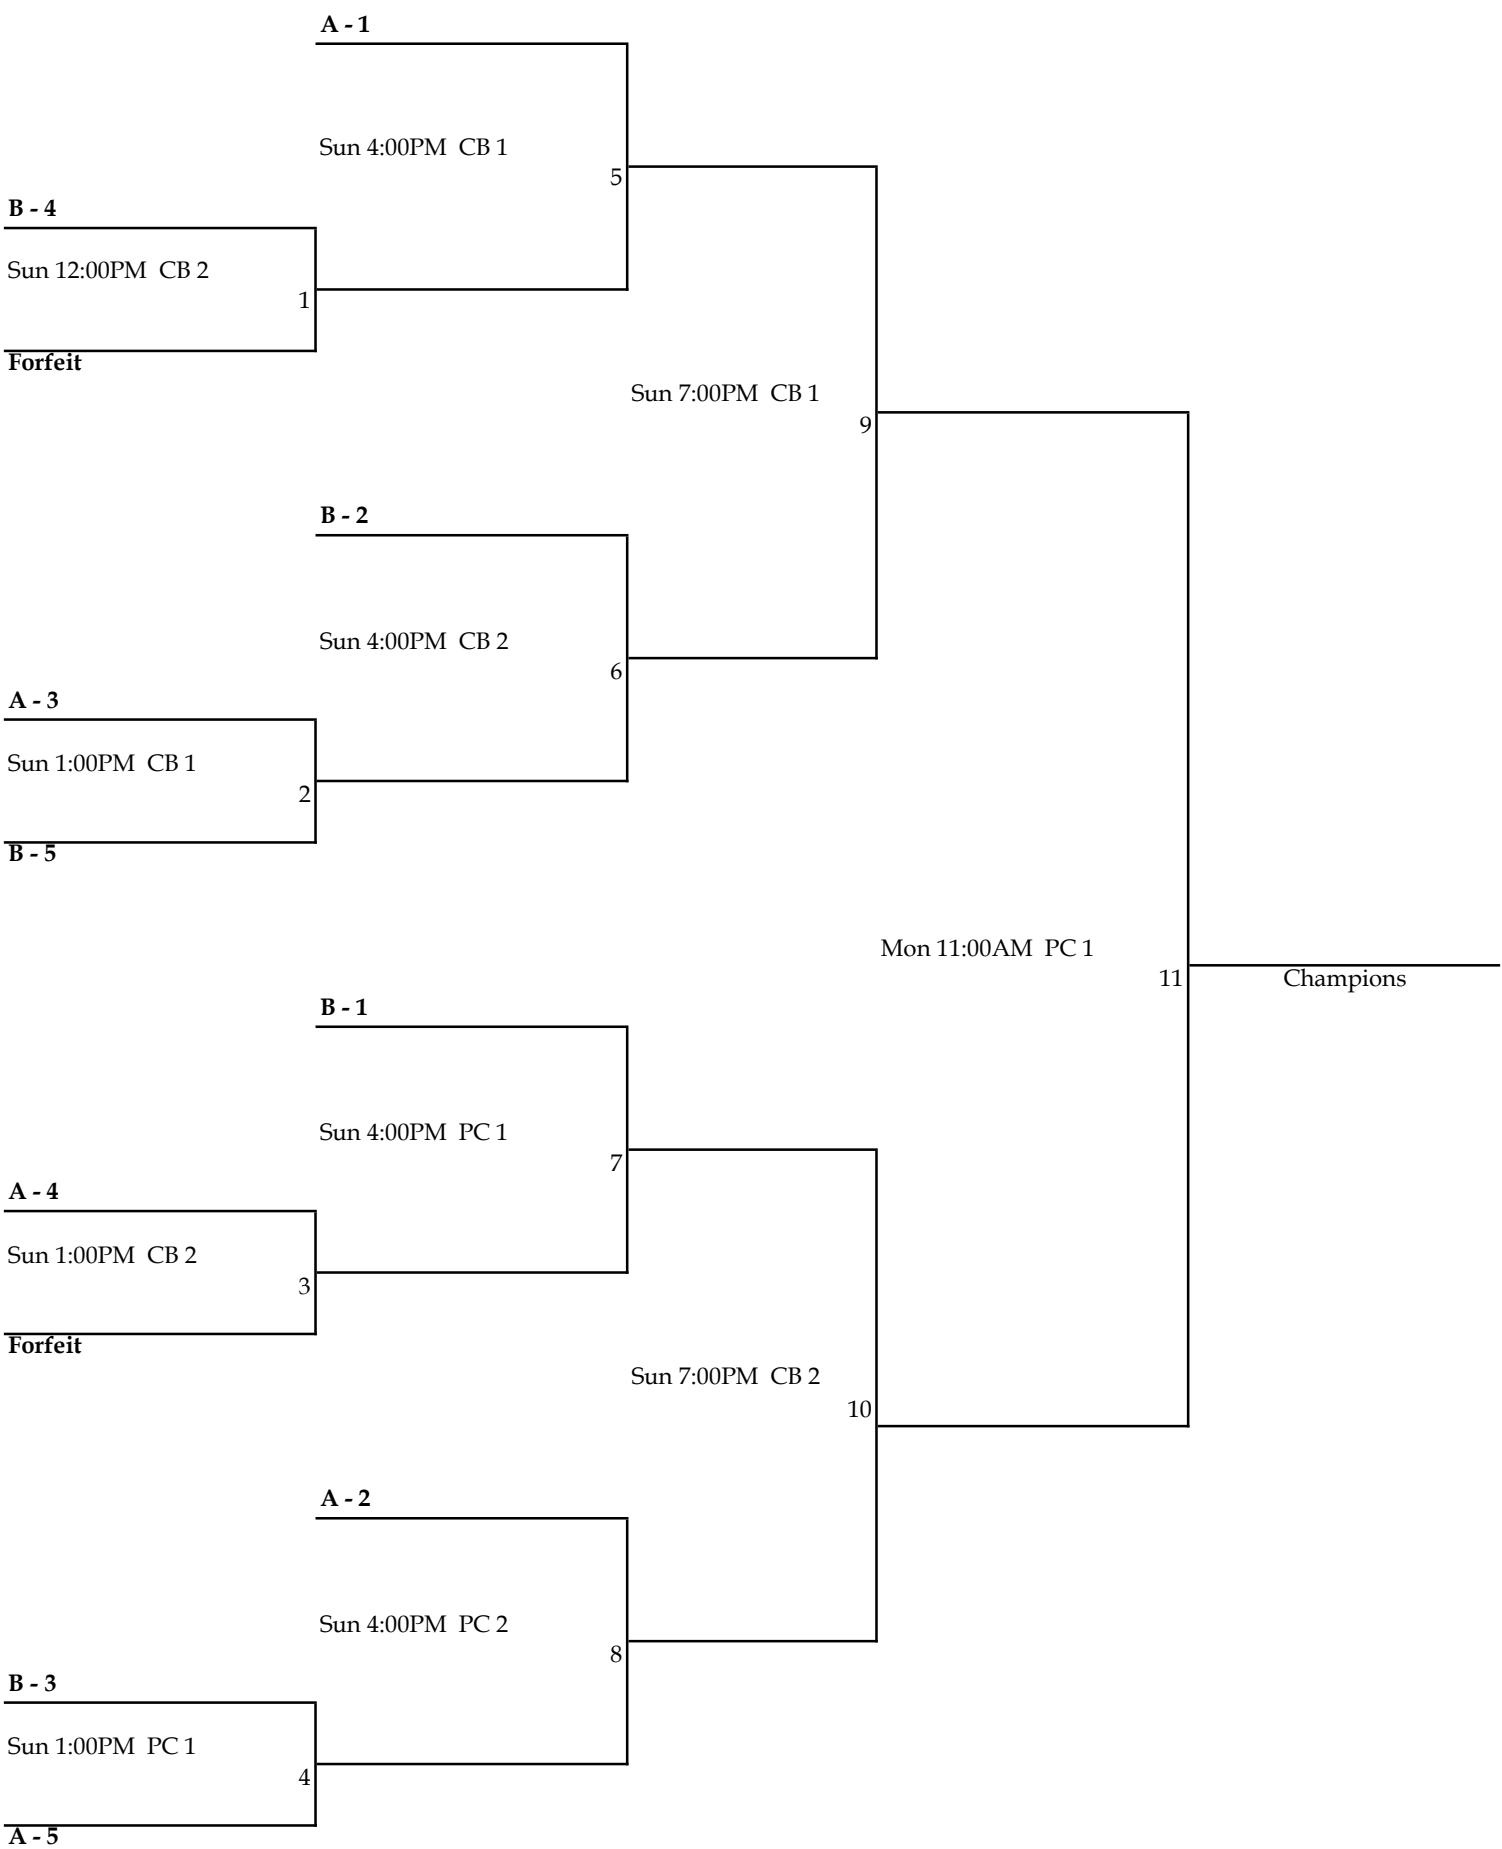 A - 1
Sun 4:00PM CB 1
5
B - 4
Sun 12:00PM CB 2
1
Forfeit
Sun 7:00PM CB 1
9
B - 2
Sun 4:00PM CB 2
6
A - 3
Sun 1:00PM CB 1
2
B - 5
Mon 11:00AM PC 1
11
Champions
B - 1
Sun 4:00PM PC 1
7
A - 4
Sun 1:00PM CB 2
3
Forfeit
Sun 7:00PM CB 2
10
A - 2
Sun 4:00PM PC 2
8
B - 3
Sun 1:00PM PC 1
4
A - 5